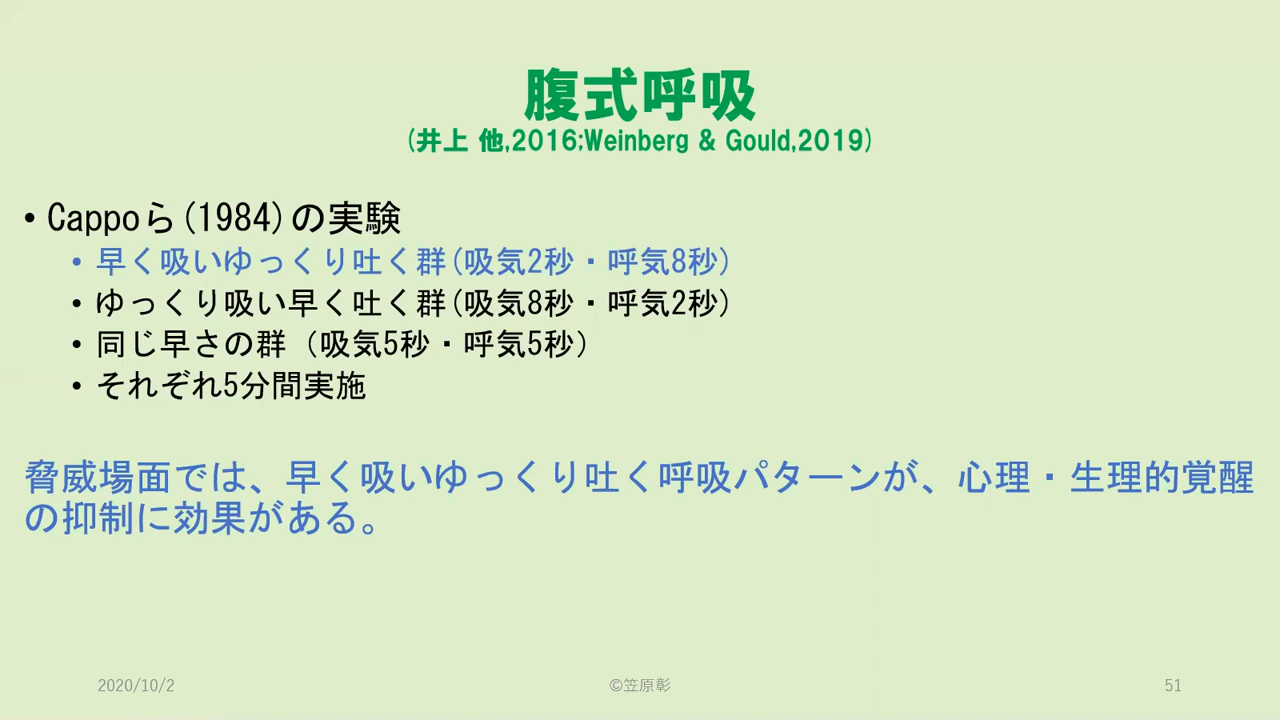 腹式呼吸
(井上 他,2016;Weinberg & Gould,2019)
• Cappoら(1984)の実験
• 早く吸いゆっくり吐く群(吸気2秒・呼気8秒)
• ゆっくり吸い早く吐く群(吸気8秒・呼気2秒)
• 同じ早さの群（吸気5秒・呼気5秒）
• それぞれ5分間実施
脅威場面では、早く吸いゆっくり吐く呼吸パターンが、心理・生理的覚醒
の抑制に効果がある。
2020/10/2
©笠原彰
51